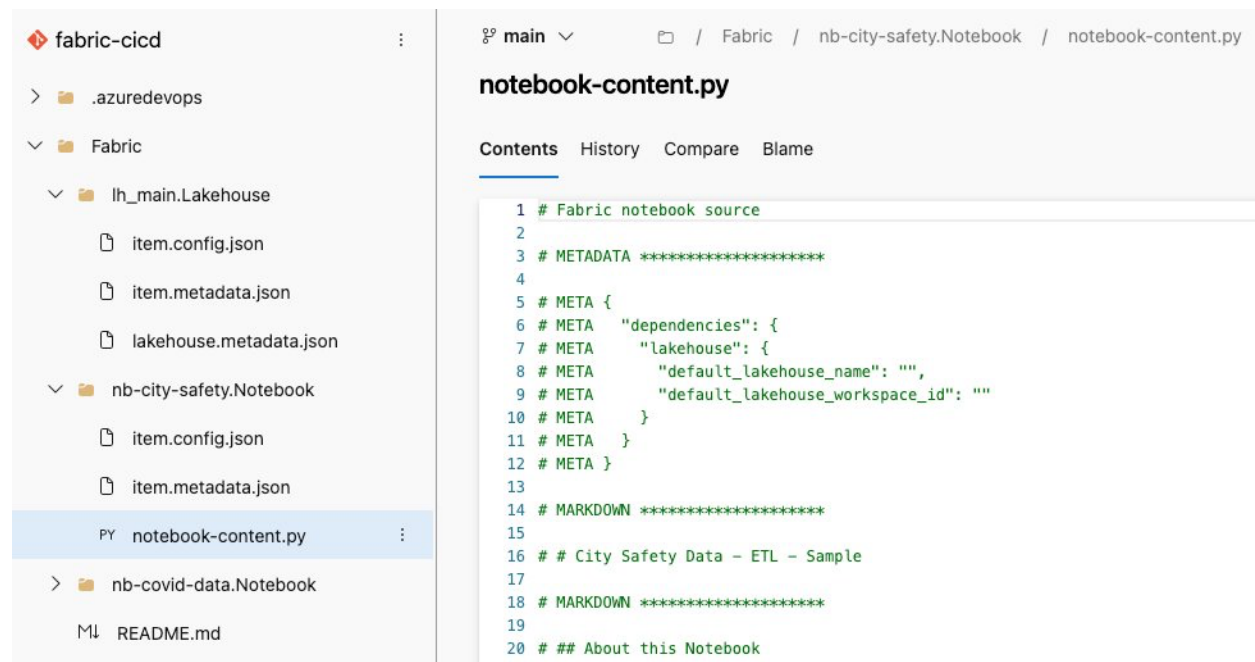 fabric-cicd
.azuredevops
Fabric
lh_main.Lakehouse
item.config.json
item.metadata.json
lakehouse.metadata.json
nb-city-safety.Notebook
item.config.json
item.metadata.json
PY notebook-content.py
nb-covid-data.Notebook
M↓ README.md
main / Fabric / nb-city-safety.Notebook / notebook-content.py
notebook-content.py
Contents History Compare Blame
1 # Fabric notebook source
2
3 # METADATA ********************
4
5 # META {
6 # META   "dependencies": {
7 # META     "lakehouse": {
8 # META       "default_lakehouse_name": "",
9 # META       "default_lakehouse_workspace_id": ""
10 # META     }
11 # META   }
12 # META }
13
14 # MARKDOWN ********************
15
16 # # City Safety Data - ETL - Sample
17
18 # MARKDOWN ********************
19
20 # ## About this Notebook